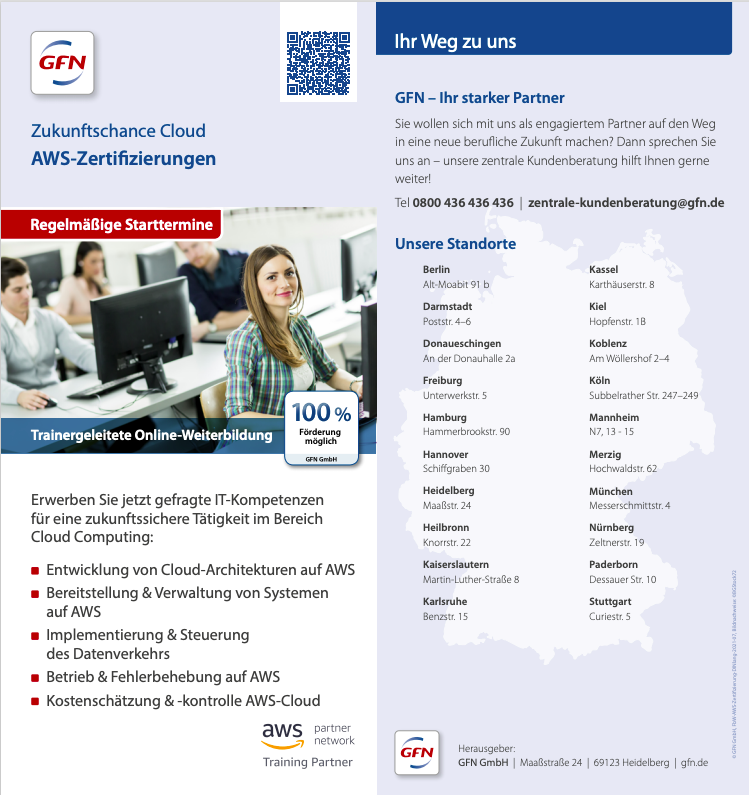 GFN
Zukunftschance Cloud
AWS-Zertifizierungen
Regelmäßige Starttermine
Trainergeleitete Online-Weiterbildung
100 %
Förderung
möglich
GFN GmbH
Erwerben Sie jetzt gefragte IT-Kompetenzen
für eine zukunftssichere Tätigkeit im Bereich
Cloud Computing:
Entwicklung von Cloud-Architekturen auf AWS
Bereitstellung & Verwaltung von Systemen
auf AWS
Implementierung & Steuerung
des Datenverkehrs
Betrieb & Fehlerbehebung auf AWS
Kostenschätzung & -kontrolle AWS-Cloud
aws partner
network
Training Partner
Ihr Weg zu uns
GFN – Ihr starker Partner
Sie wollen sich mit uns als engagiertem Partner auf den Weg
in eine neue berufliche Zukunft machen? Dann sprechen Sie
uns an – unsere zentrale Kundenberatung hilft Ihnen gerne
weiter!
Tel 0800 436 436 436 | zentrale-kundenberatung@gfn.de
Unsere Standorte
Berlin
Alt-Moabit 91 b
Darmstadt
Poststr. 4–6
Donaueschingen
An der Donauhalle 2a
Freiburg
Unterwerkstr. 5
Hamburg
Hammerbrookstr. 90
Hannover
Schiffgraben 30
Heidelberg
Maaßstr. 24
Heilbronn
Knorrstr. 22
Kaiserslautern
Martin-Luther-Straße 8
Karlsruhe
Benzstr. 15
Kassel
Karthäuserstr. 8
Kiel
Hopfenstr. 1B
Koblenz
Am Wöllershof 2–4
Köln
Subbelrather Str. 247–249
Mannheim
N7, 13 - 15
Merzig
Hochwaldstr. 62
München
Messerschmittstr. 4
Nürnberg
Zeltnerstr. 19
Paderborn
Dessauer Str. 10
Stuttgart
Curiestr. 5
GFN
Herausgeber:
GFN GmbH | Maaßstraße 24 | 69123 Heidelberg | gfn.de